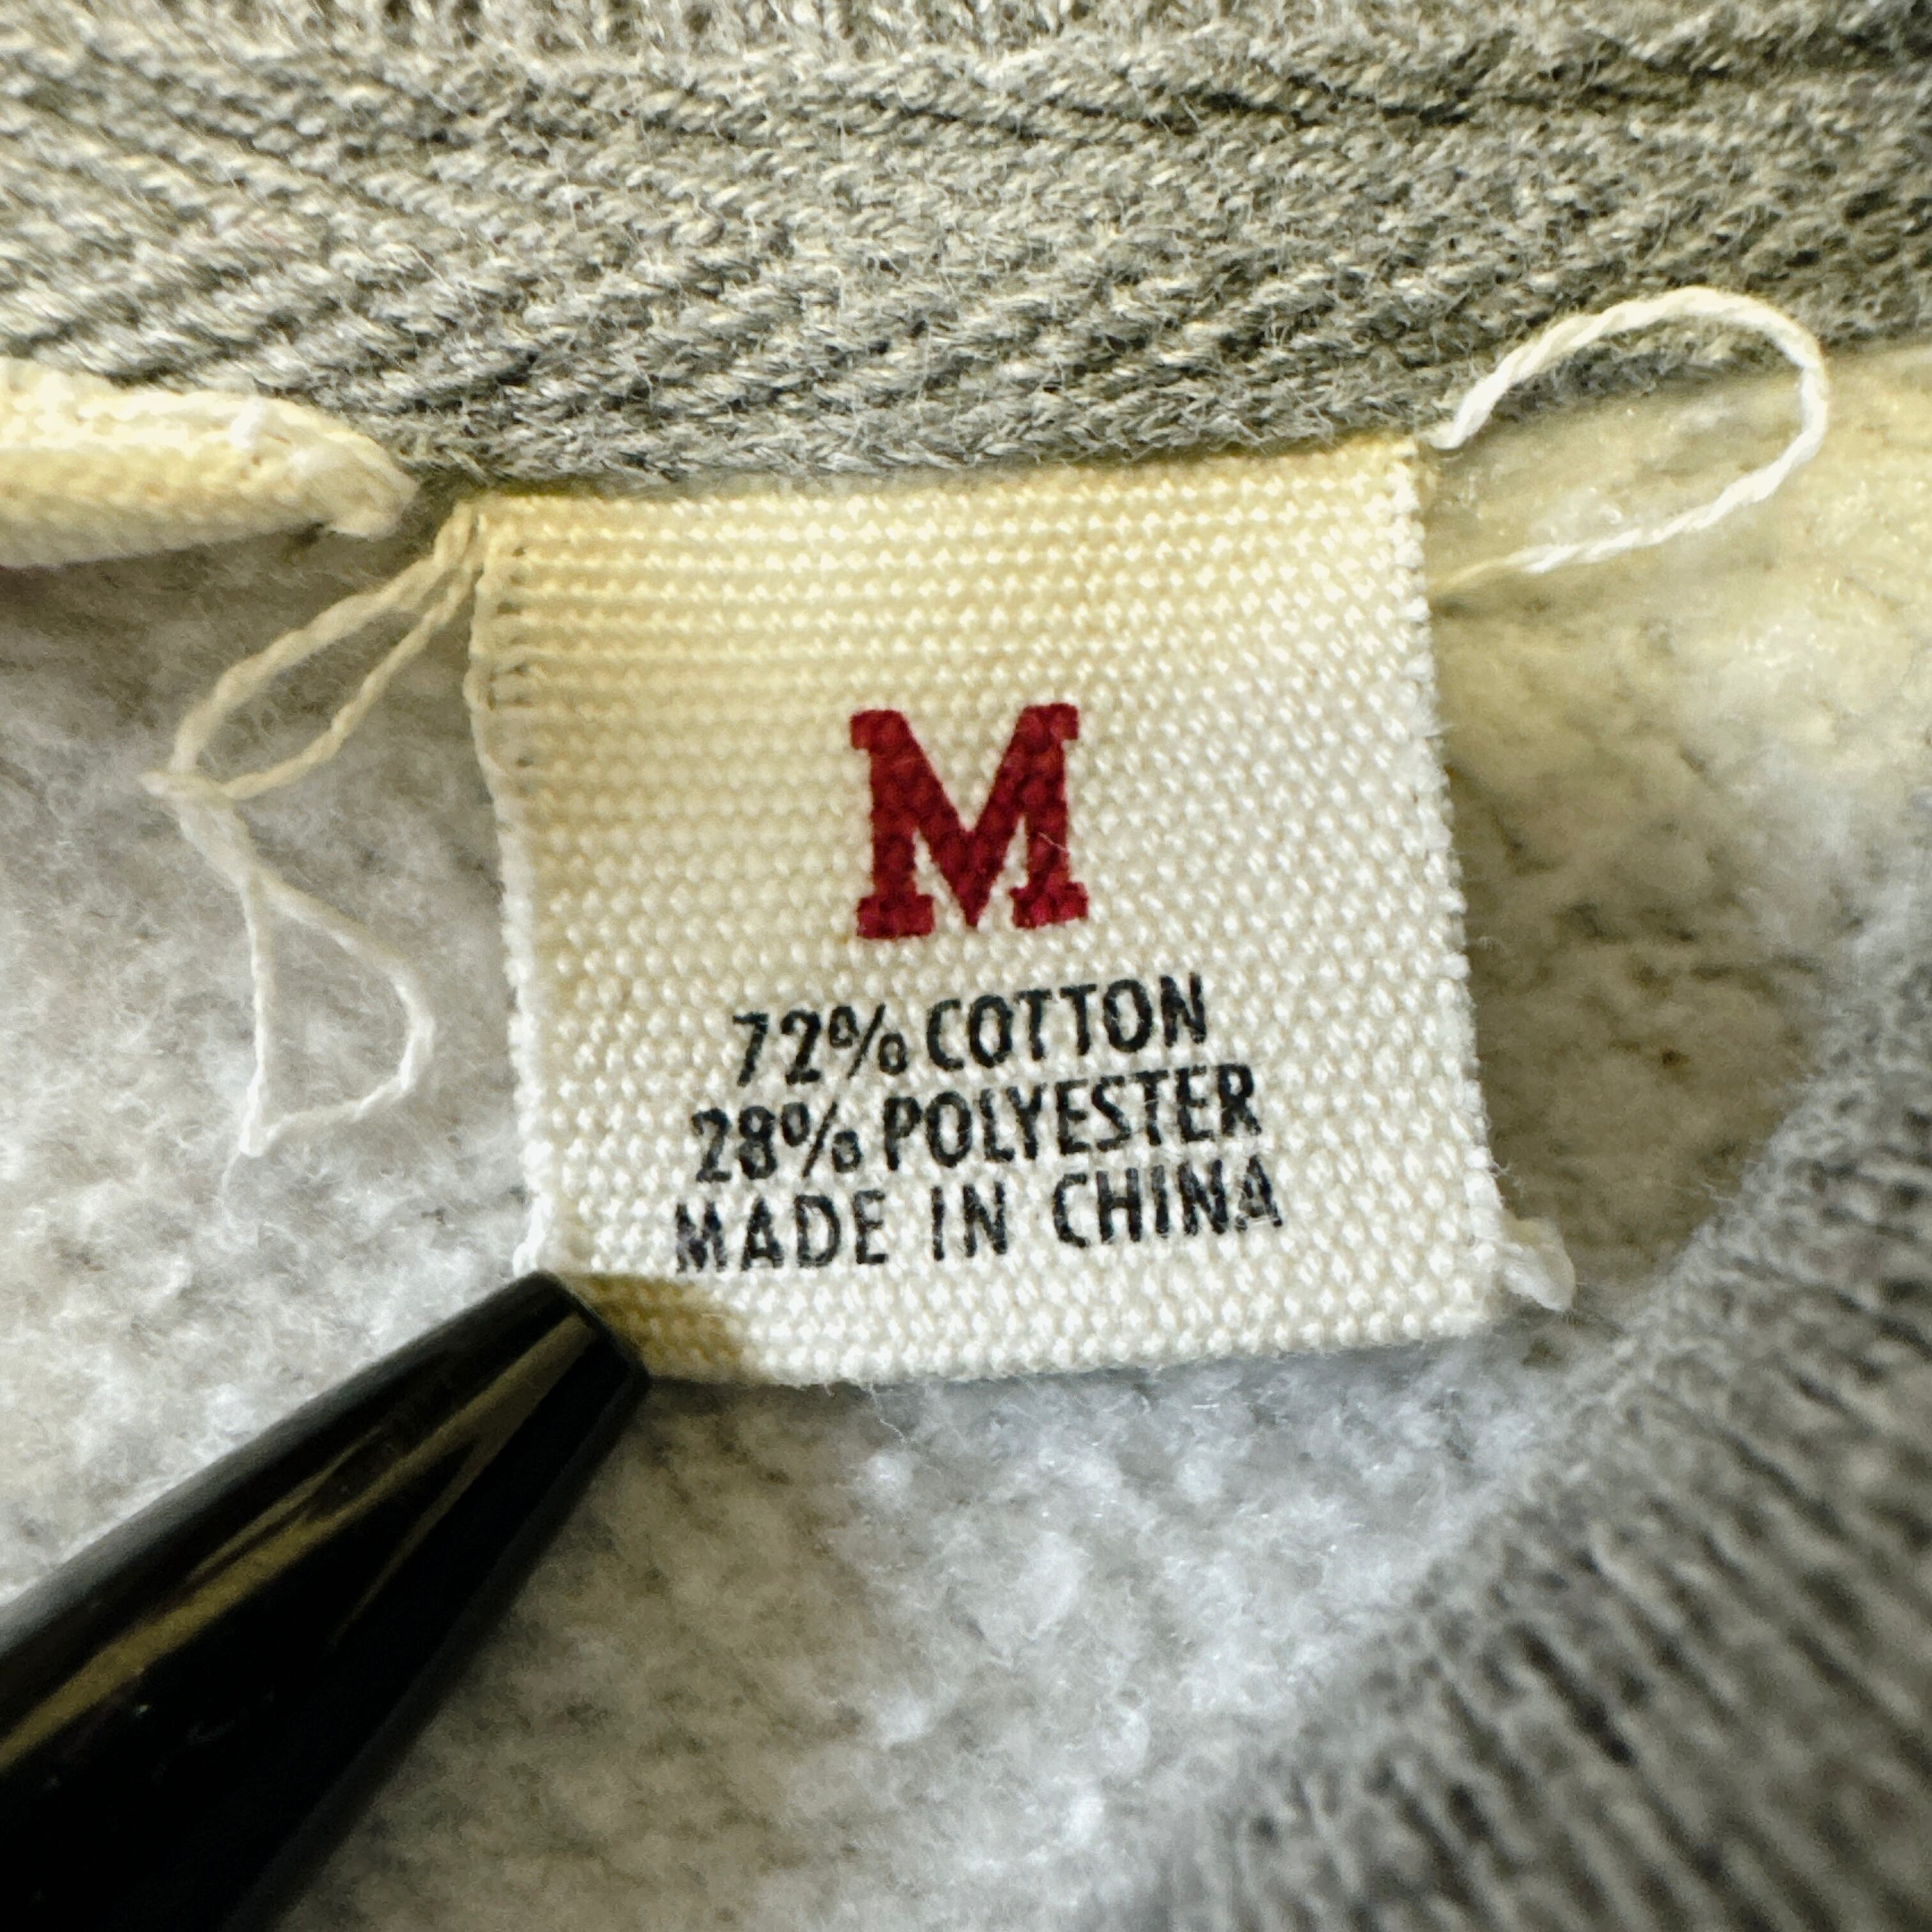 M
72% COTTON
28% POLYESTER
MADE IN CHINA